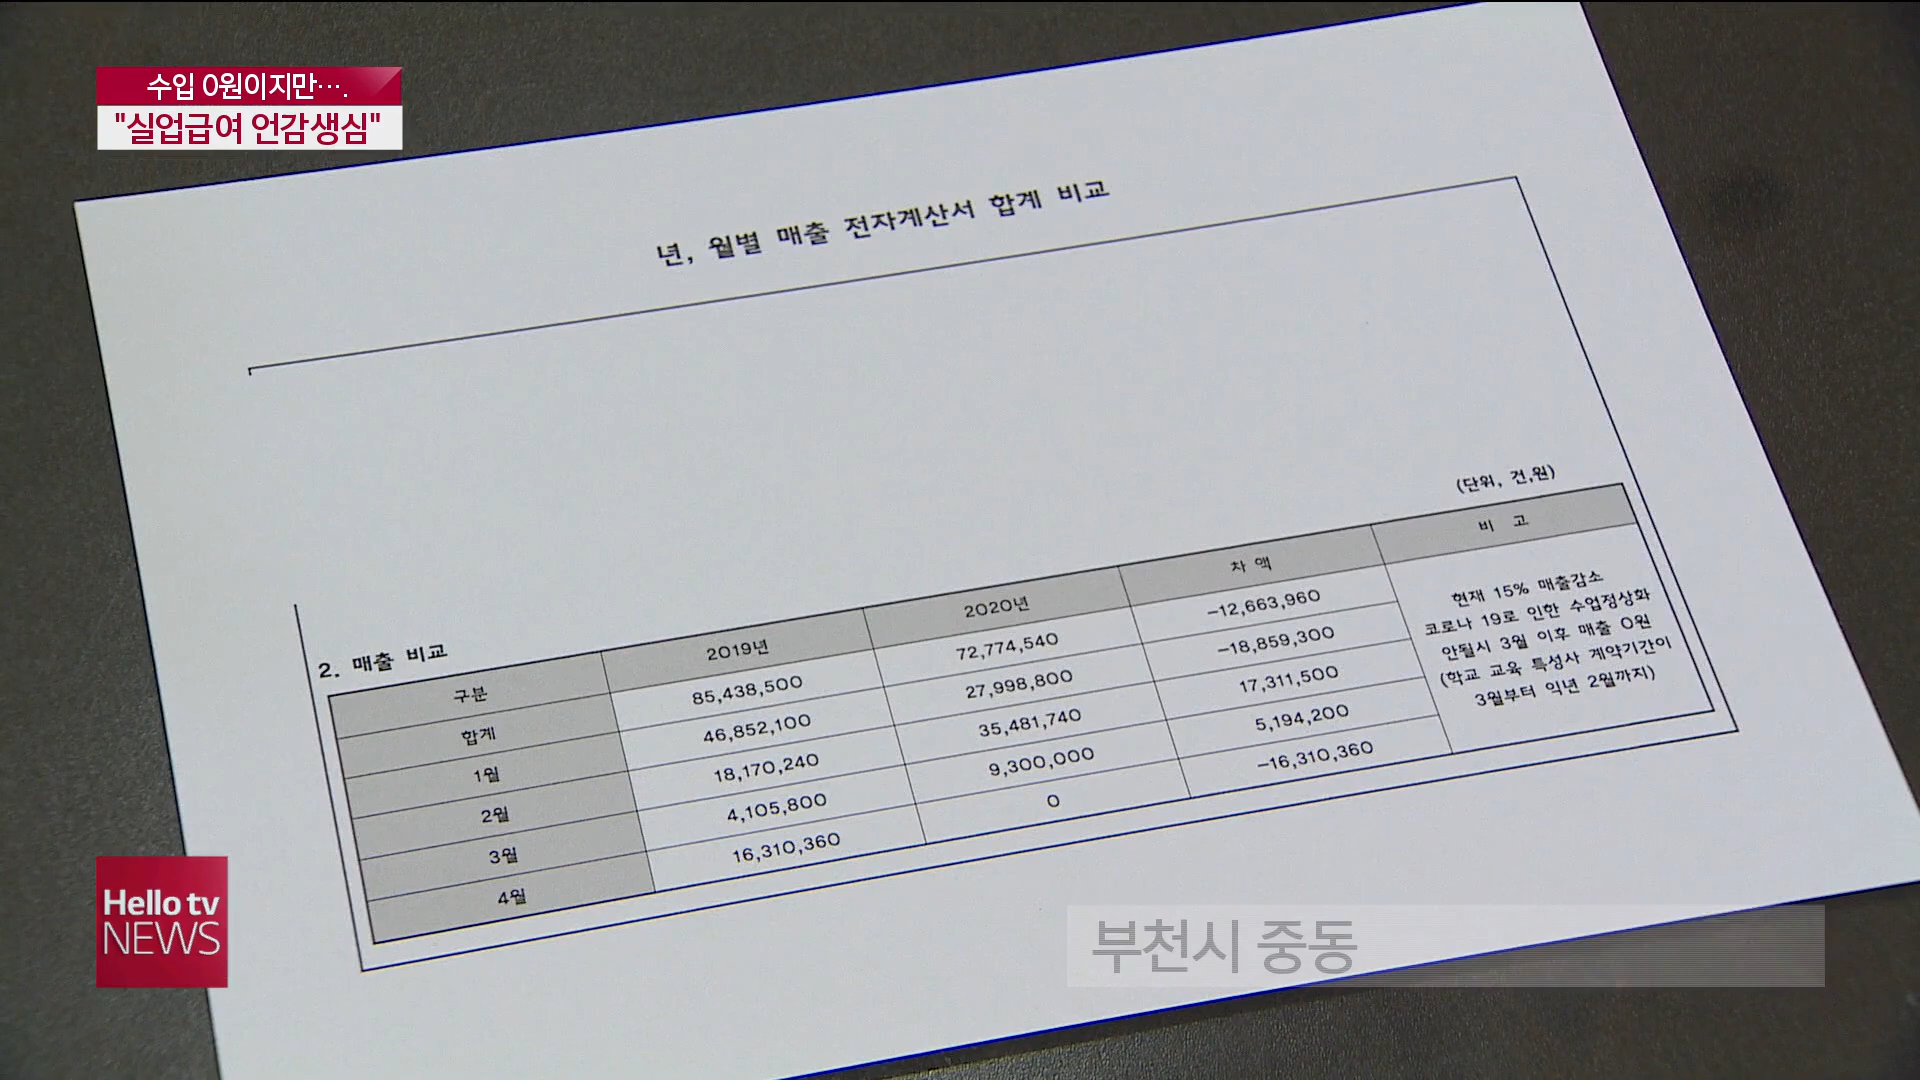 수입 0원이지만….
"실업급여 언감생심"
년, 월별 매출 전자계산서 합계 비교
(단위, 건,원)
2. 매출 비교
구분 2019년 2020년 차 액 비 고
합계 85,438,500 72,774,540 -12,663,960
1월 46,852,100 27,998,800 -18,859,300
2월 18,170,240 35,481,740 17,311,500
3월 4,105,800 9,300,000 5,194,200
4월 16,310,360 0 -16,310,360
현재 15% 매출감소
코로나 19로 인한 수업정상화
안될시 3월 이후 매출 0원
(학교 교육 특성사 계약기간이
3월부터 익년 2월까지)
Hello tv
NEWS
부천시 중동